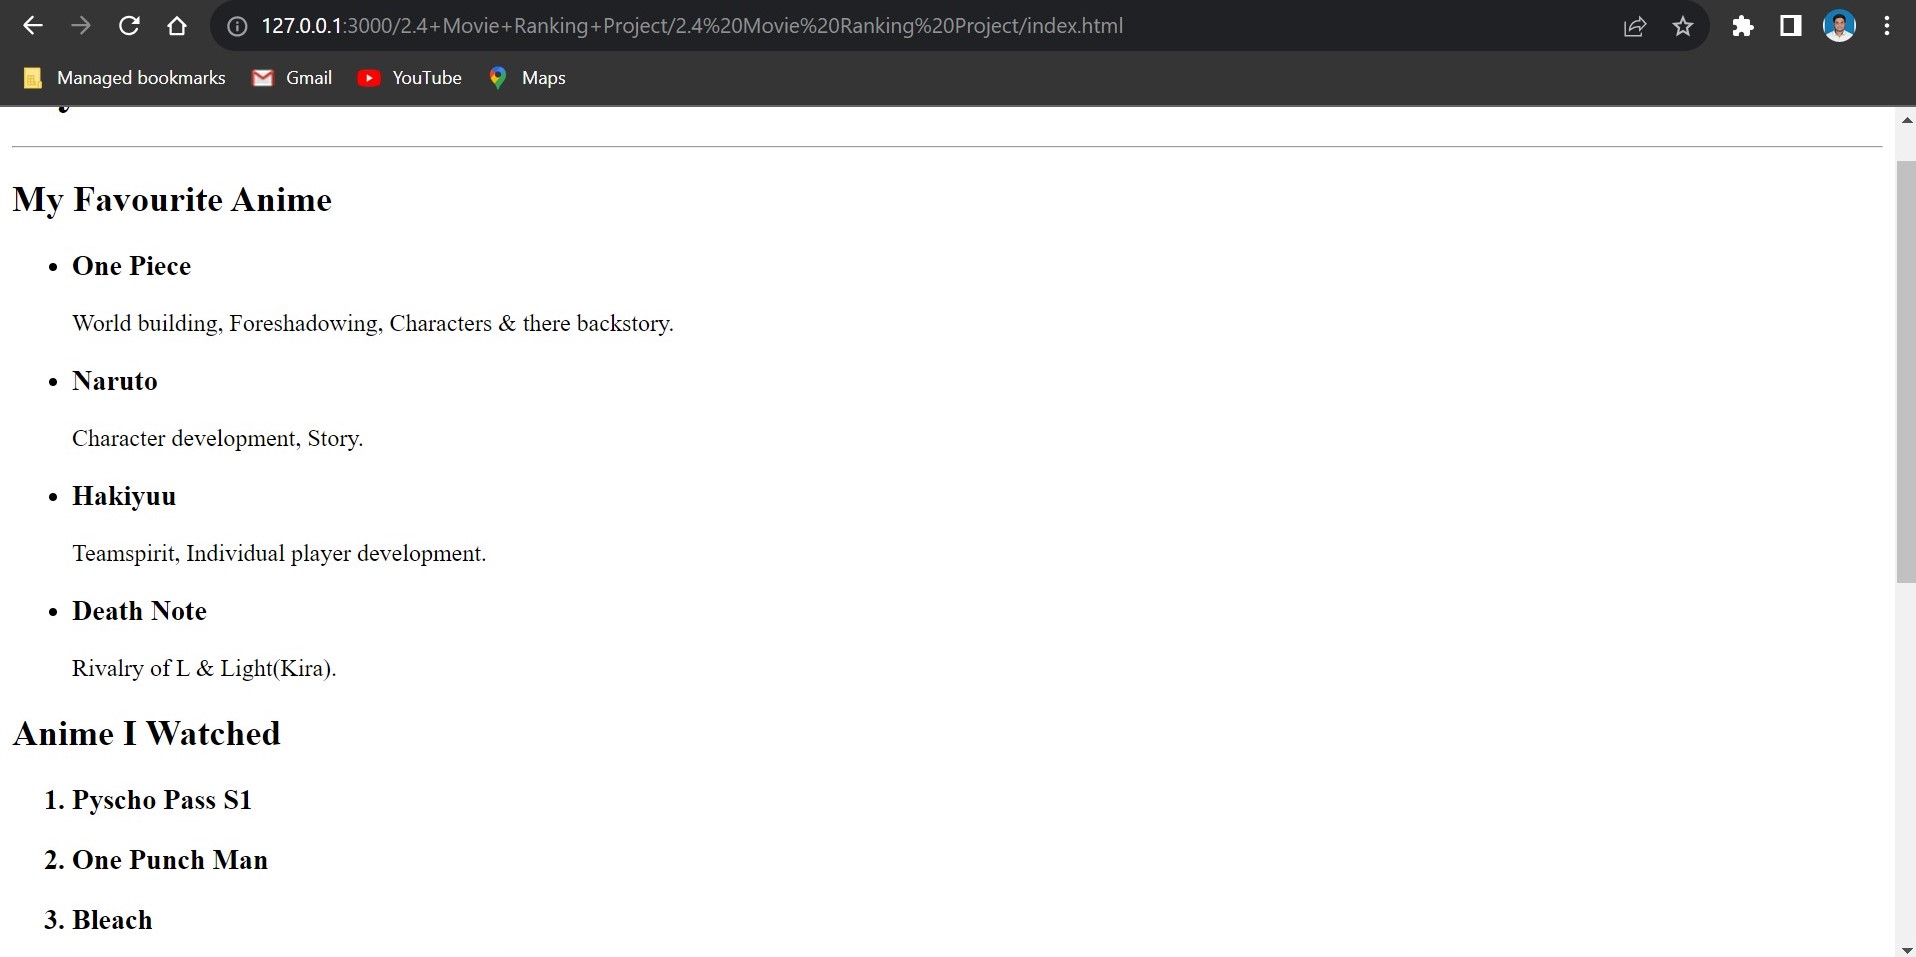 127.0.0.1:3000/2.4+Movie+Ranking+Project/2.4%20Movie%20Ranking%20Project/index.html
Managed bookmarks Gmail YouTube Maps
My Favourite Anime
• One Piece
World building, Foreshadowing, Characters & there backstory.
• Naruto
Character development, Story.
• Hakiyuu
Teamspirit, Individual player development.
• Death Note
Rivalry of L & Light(Kira).
Anime I Watched
1. Pyscho Pass S1
2. One Punch Man
3. Bleach